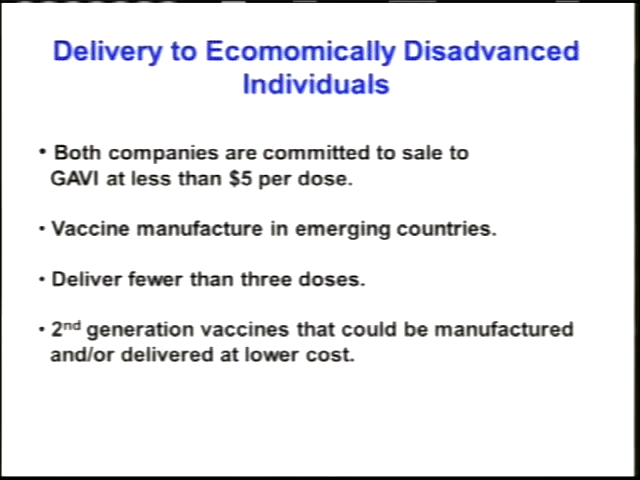 Delivery to Ecomomically Disadvanced
Individuals
• Both companies are committed to sale to
GAVI at less than $5 per dose.
• Vaccine manufacture in emerging countries.
• Deliver fewer than three doses.
• 2nd generation vaccines that could be manufactured
and/or delivered at lower cost.